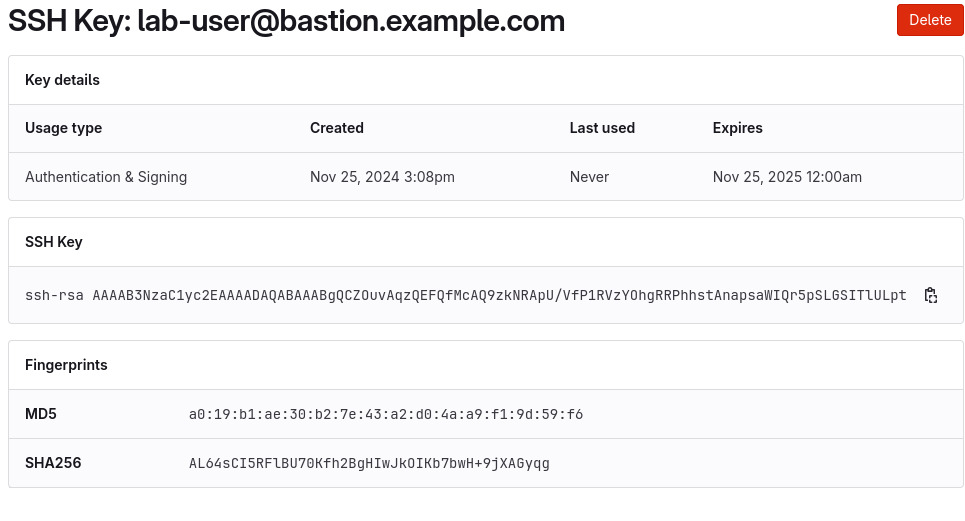 SSH Key: lab-user@bastion.example.com
Delete
Key details
Usage type Created Last used Expires
Authentication & Signing Nov 25, 2024 3:08pm Never Nov 25, 2025 12:00am
SSH Key
ssh-rsa AAAAB3NzaC1yc2EAAAADAQABAAABgQCZOuvAqzQEFQfMcAQ9zkNRApU/VfP1RVzYOhgRRPhhstAnapsaWIQr5pSLGSITlULpt
Fingerprints
MD5 a0:19:b1:ae:30:b2:7e:43:a2:d0:4a:a9:f1:9d:59:f6
SHA256 AL64sCI5RFlBU70Kfh2BgHIwJkOIKb7bwH+9jXAGyqg